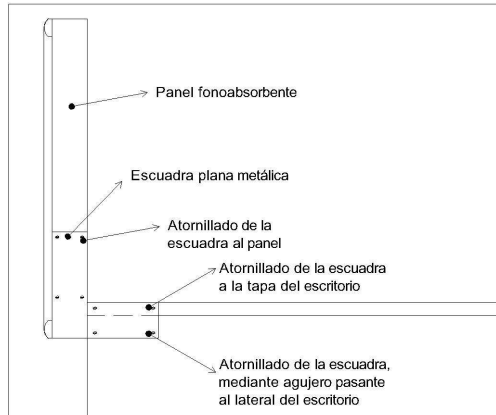 Panel fonoabsorbente
Escuadra plana metálica
Atornillado de la
escuadra al panel
Atornillado de la escuadra
a la tapa del escritorio
Atornillado de la escuadra,
mediante agujero pasante
al lateral del escritorio